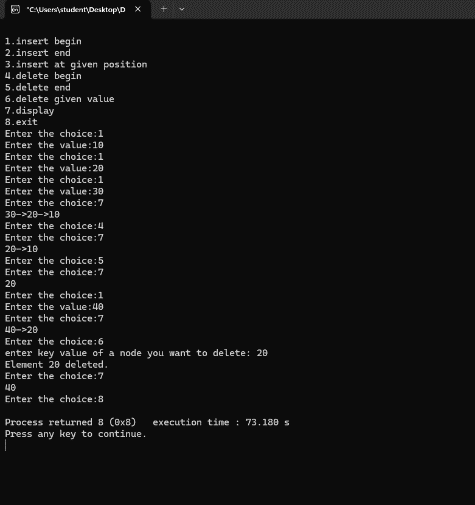 "C:\Users\student\Desktop\D
1.insert begin
2.insert end
3.insert at given position
4.delete begin
5.delete end
6.delete given value
7.display
8.exit
Enter the choice:1
Enter the value:10
Enter the choice:1
Enter the value:20
Enter the choice:1
Enter the value:30
Enter the choice:7
30->20->10
Enter the choice:4
Enter the choice:7
20->10
Enter the choice:5
Enter the choice:7
20
Enter the choice:1
Enter the value:40
Enter the choice:7
40->20
Enter the choice:6
enter key value of a node you want to delete: 20
Element 20 deleted.
Enter the choice:7
40
Enter the choice:8
Process returned 8 (0x8)   execution time : 73.180 s
Press any key to continue.